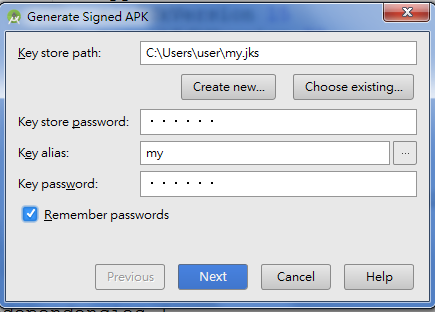 Generate Signed APK
Key store path:
C:\Users\user\my.jks
Create new...
Choose existing...
Key store password:
······
Key alias:
my
...
Key password:
······
Remember passwords
Previous
Next
Cancel
Help